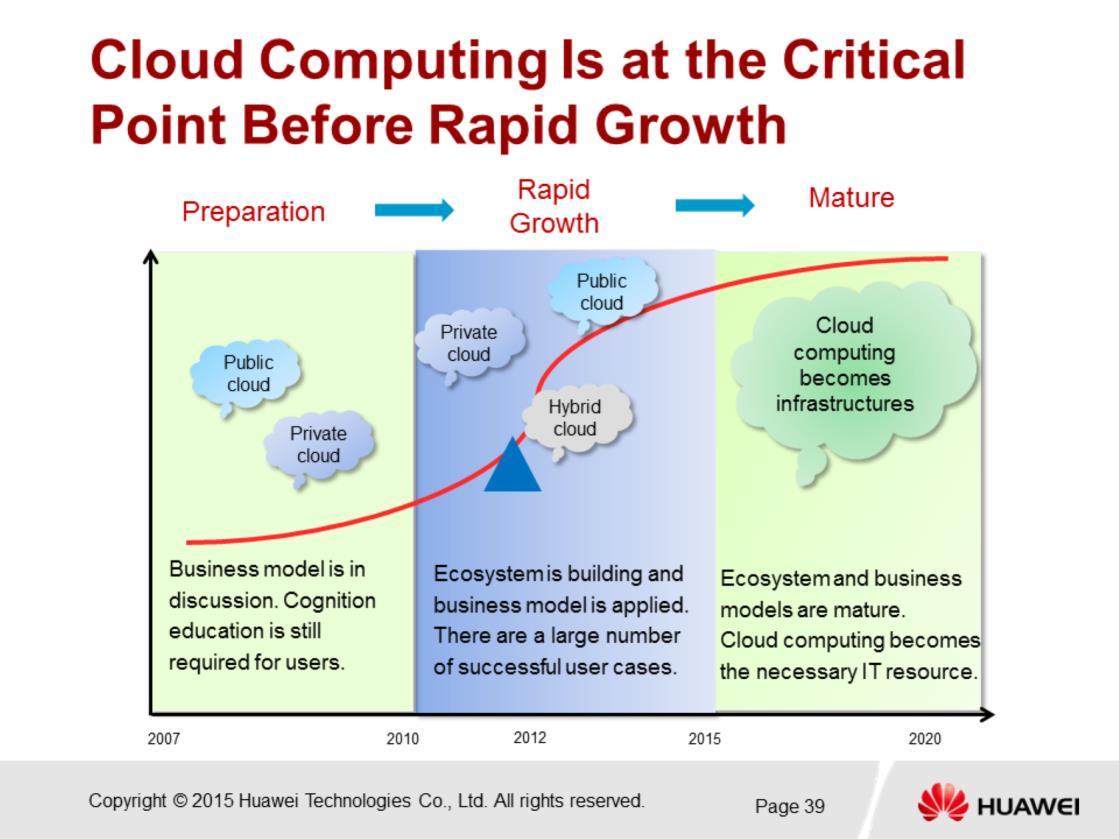 Cloud Computing Is at the Critical
Point Before Rapid Growth
Preparation
Rapid
Growth
Mature
Public
cloud
Private
cloud
Private
cloud
Public
cloud
Hybrid
cloud
Cloud
computing
becomes
infrastructures
Business model is in
discussion. Cognition
education is still
required for users.
Ecosystem is building and
business model is applied.
There are a large number
of successful user cases.
Ecosystem and business
models are mature.
Cloud computing becomes
the necessary IT resource.
2007
2010
2012
2015
2020
Copyright © 2015 Huawei Technologies Co., Ltd. All rights reserved.
Page 39
HUAWEI